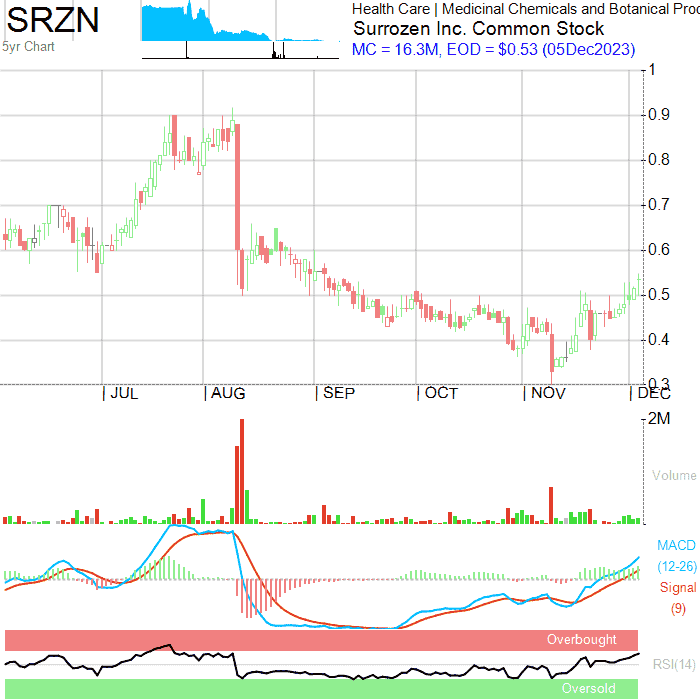 SRZN
5yr Chart
Health Care | Medicinal Chemicals and Botanical Proc
Surrozen Inc. Common Stock
MC = 16.3M, EOD = $0.53 (05Dec2023)
1
0.9
0.8
0.7
0.6
0.5
0.4
0.3
| JUL | AUG | SEP | OCT | NOV | DEC
2M
Volume
MACD
(12-26)
Signal
(9)
Overbought
RSI(14)
Oversold